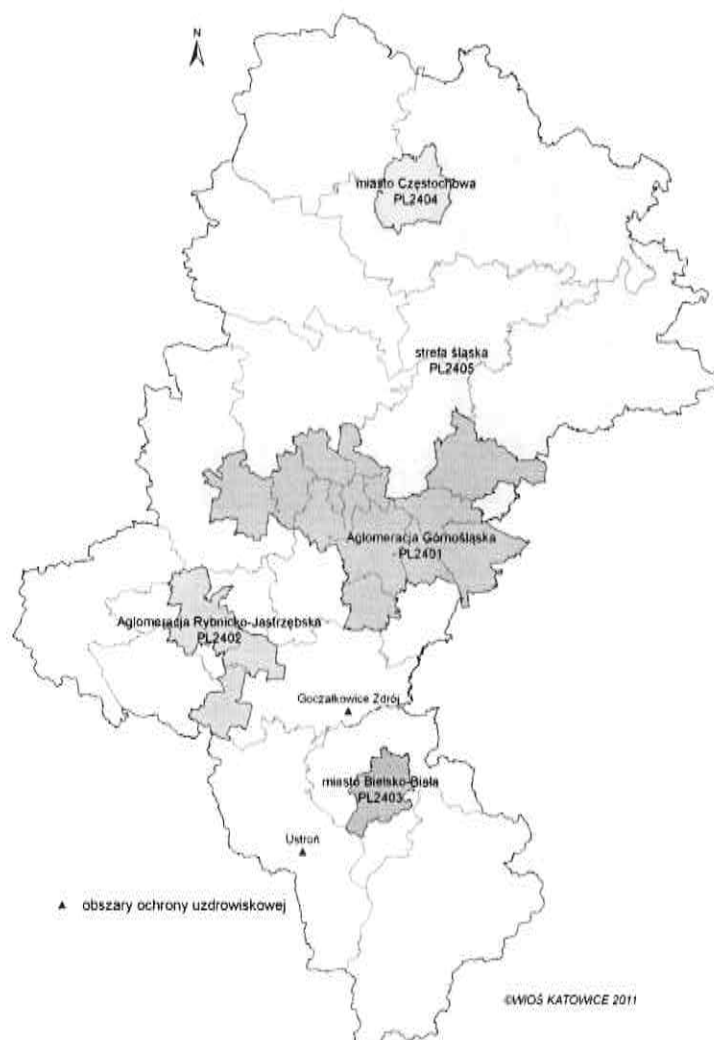 N
miasto Częstochowa
PL2404
strefa śląska
PL2405
Aglomeracja Górnośląska
PL2401
Aglomeracja Rybnicko-Jastrzębska
PL2402
Goczałkowice Zdrój
miasto Bielsko-Biała
PL2403
Ustroń
obszary ochrony uzdrowiskowej
©WIOŚ KATOWICE 2011